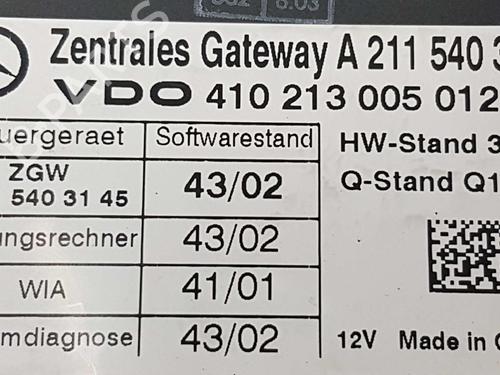 Zentrales Gateway A 211 540 3
VDO 410 213 005 012
uergeraet Softwarestand HW-Stand 3
ZGW
540 31 45 43/02 Q-Stand Q1
ungsrechner 43/02
WIA 41/01
mdiagnose 43/02 12V Made in